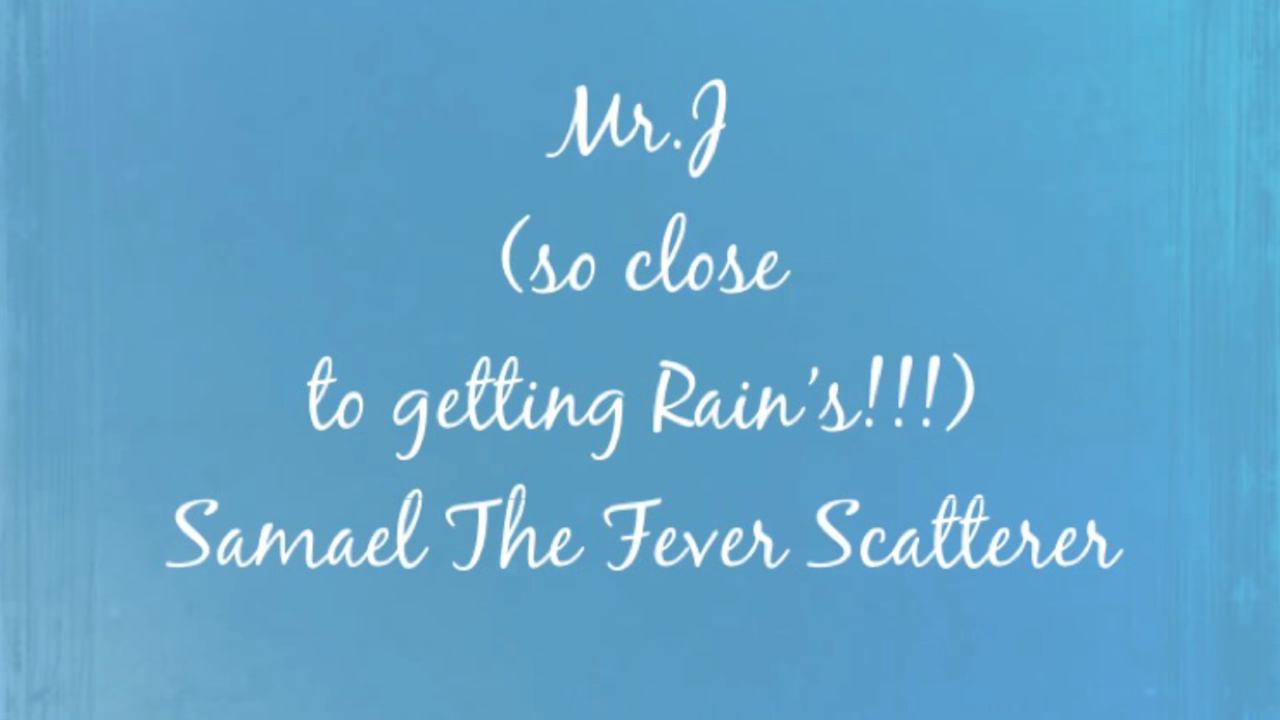 Mr.J
(so close
to getting Rain's!!!)
Samael The Fever Scatterer